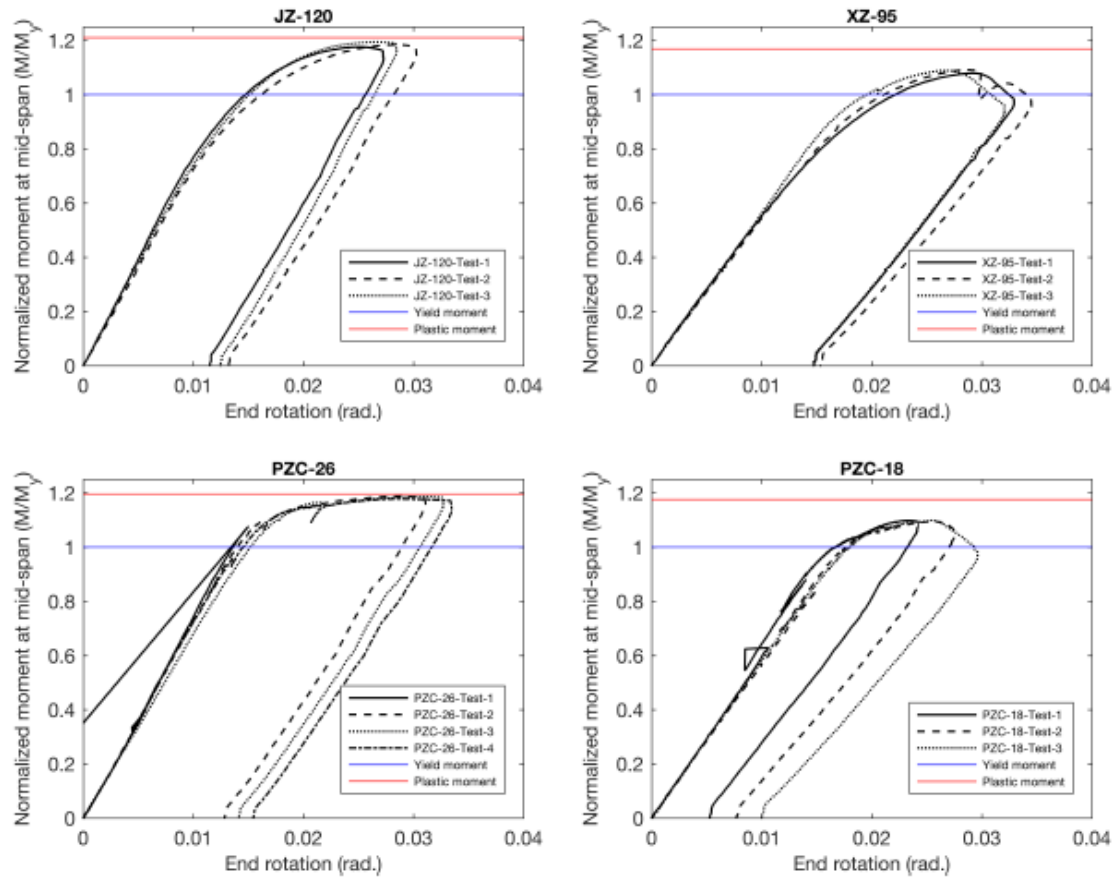 JZ-120
Normalized moment at mid-span (M/My)
1.2
1
0.8
0.6
0.4
0.2
0
JZ-120-Test-1
JZ-120-Test-2
JZ-120-Test-3
Yield moment
Plastic moment
0 0.01 0.02 0.03 0.04
End rotation (rad.)
XZ-95
Normalized moment at mid-span (M/My)
1.2
1
0.8
0.6
0.4
0.2
0
XZ-95-Test-1
XZ-95-Test-2
XZ-95-Test-3
Yield moment
Plastic moment
0 0.01 0.02 0.03 0.04
End rotation (rad.)
PZC-26
Normalized moment at mid-span (M/My)
1.2
1
0.8
0.6
0.4
0.2
0
PZC-26-Test-1
PZC-26-Test-2
PZC-26-Test-3
PZC-26-Test-4
Yield moment
Plastic moment
0 0.01 0.02 0.03 0.04
End rotation (rad.)
PZC-18
Normalized moment at mid-span (M/My)
1.2
1
0.8
0.6
0.4
0.2
0
PZC-18-Test-1
PZC-18-Test-2
PZC-18-Test-3
Yield moment
Plastic moment
0 0.01 0.02 0.03 0.04
End rotation (rad.)